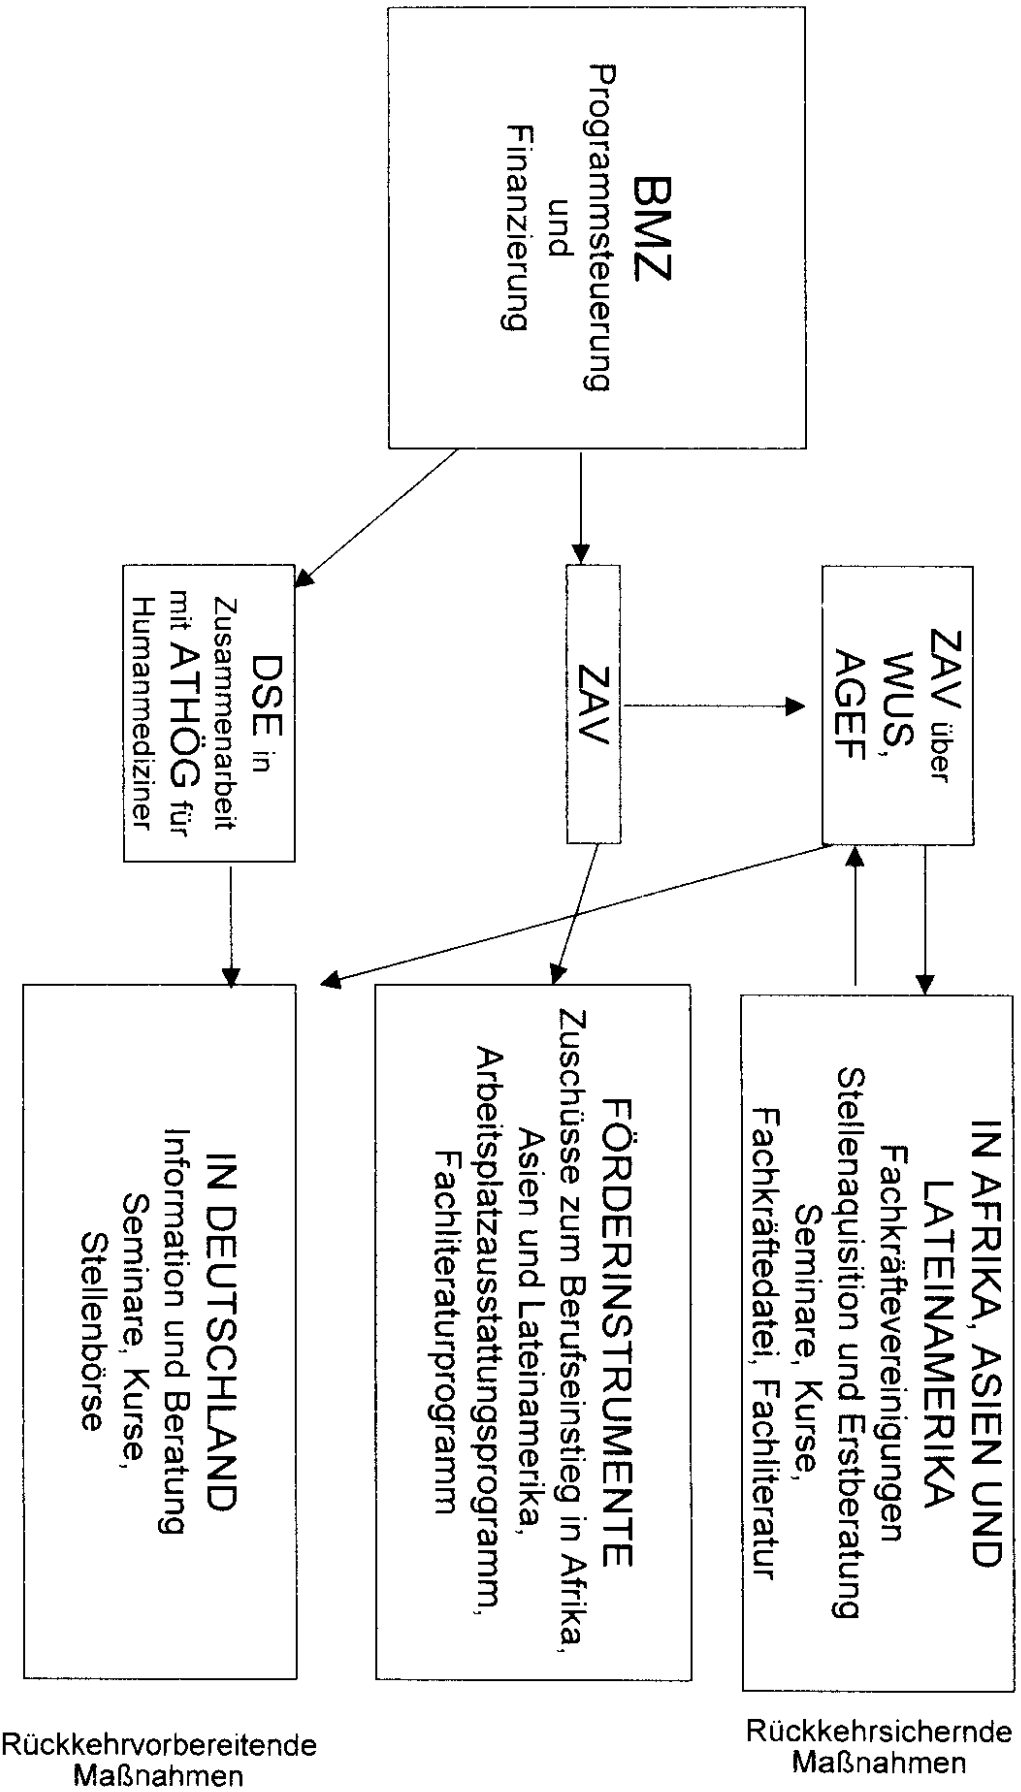 BMZ
Programmsteuerung
und
Finanzierung
ZAV über
WUS,
AGEF
ZAV
DSE in
Zusammenarbeit
mit ATHÖG für
Humanmediziner
IN AFRIKA, ASIEN UND
LATEINAMERIKA
Fachkräftevereinigungen
Stellenaquisition und Erstberatung
Seminare, Kurse,
Fachkräftedatei, Fachliteratur
FÖRDERINSTRUMENTE
Zuschüsse zum Berufseinstieg in Afrika,
Asien und Lateinamerika,
Arbeitsplatzausstattungsprogramm,
Fachliteraturprogramm
IN DEUTSCHLAND
Information und Beratung
Seminare, Kurse,
Stellenbörse
Rückkehrsichernde
Maßnahmen
Rückkehrvorbereitende
Maßnahmen